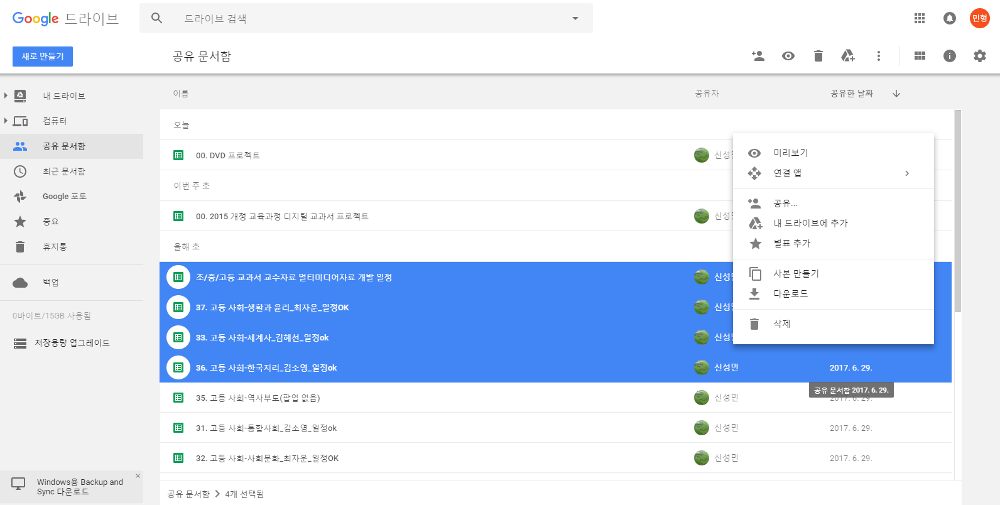 Google 드라이브
드라이브 검색
민형
새로 만들기
공유 문서함
내 드라이브
컴퓨터
공유 문서함
최근 문서함
Google 포토
중요
휴지통
백업
0바이트/15GB 사용됨
저장용량 업그레이드
Windows용 Backup and
Sync 다운로드
이름 공유자 공유한 날짜
오늘
00. DVD 프로젝트 신성민
이번 주 초
00. 2015 개정 교육과정 디지털 교과서 프로젝트 신성민
올해 초
초/중/고등 교과서 교수자료 멀티미디어자료 개발 일정 신성민
37. 고등 사회-생활과 윤리_최자운_일정OK 신성민
33. 고등 사회-세계사_김혜선_일정ok 신성민
36. 고등 사회-한국지리_김소영_일정ok 신성민 2017. 6. 29.
35. 고등 사회-역사부도(팝업 없음) 신성민 2017. 6. 29.
31. 고등 사회-통합사회_김소영_일정ok 신성민 2017. 6. 29.
32. 고등 사회-사회문화_최자운_일정OK 신성민 2017. 6. 29.
미리보기
연결 앱
공유...
내 드라이브에 추가
별표 추가
사본 만들기
다운로드
삭제
공유 문서함 2017. 6. 29.
공유 문서함 > 4개 선택됨